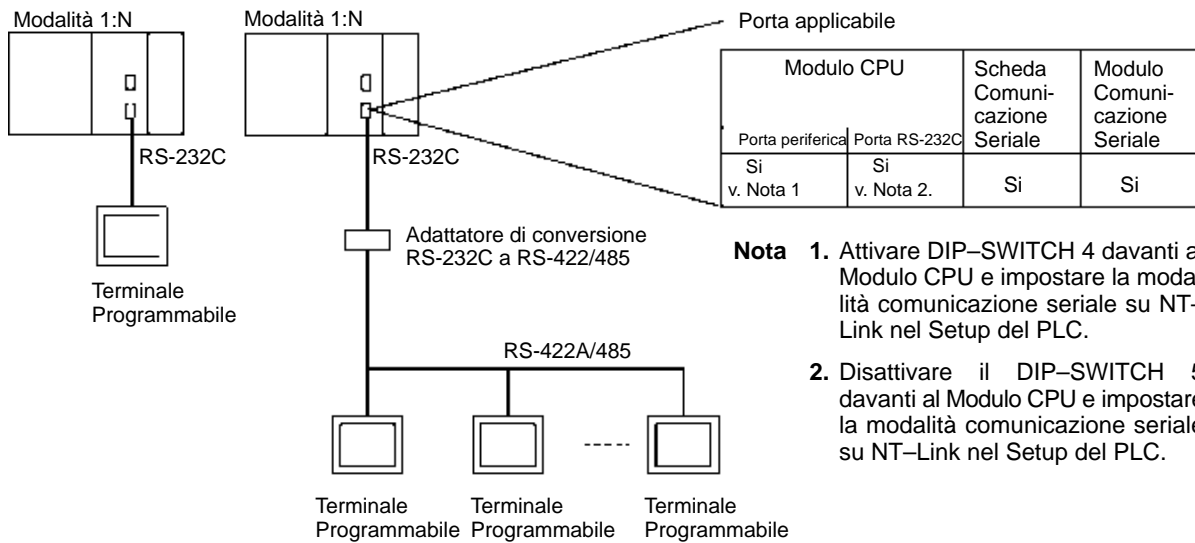 Modalità 1:N
Modalità 1:N
Porta applicabile
Modulo CPU
Scheda
Comuni-
cazione
Seriale
Modulo
Comuni-
cazione
Seriale
Porta periferica
Porta RS-232C
Si
v. Nota 1
Si
v. Nota 2.
Si
Si
RS-232C
RS-232C
Terminale
Programmabile
Adattatore di conversione
RS-232C a RS-422/485
RS-422A/485
Terminale
Programmabile
Terminale
Programmabile
Terminale
Programmabile
Nota 1. Attivare DIP–SWITCH 4 davanti a
Modulo CPU e impostare la moda
lità comunicazione seriale su NT–
Link nel Setup del PLC.
2. Disattivare il DIP–SWITCH 5
davanti al Modulo CPU e impostare
la modalità comunicazione seriale
su NT–Link nel Setup del PLC.